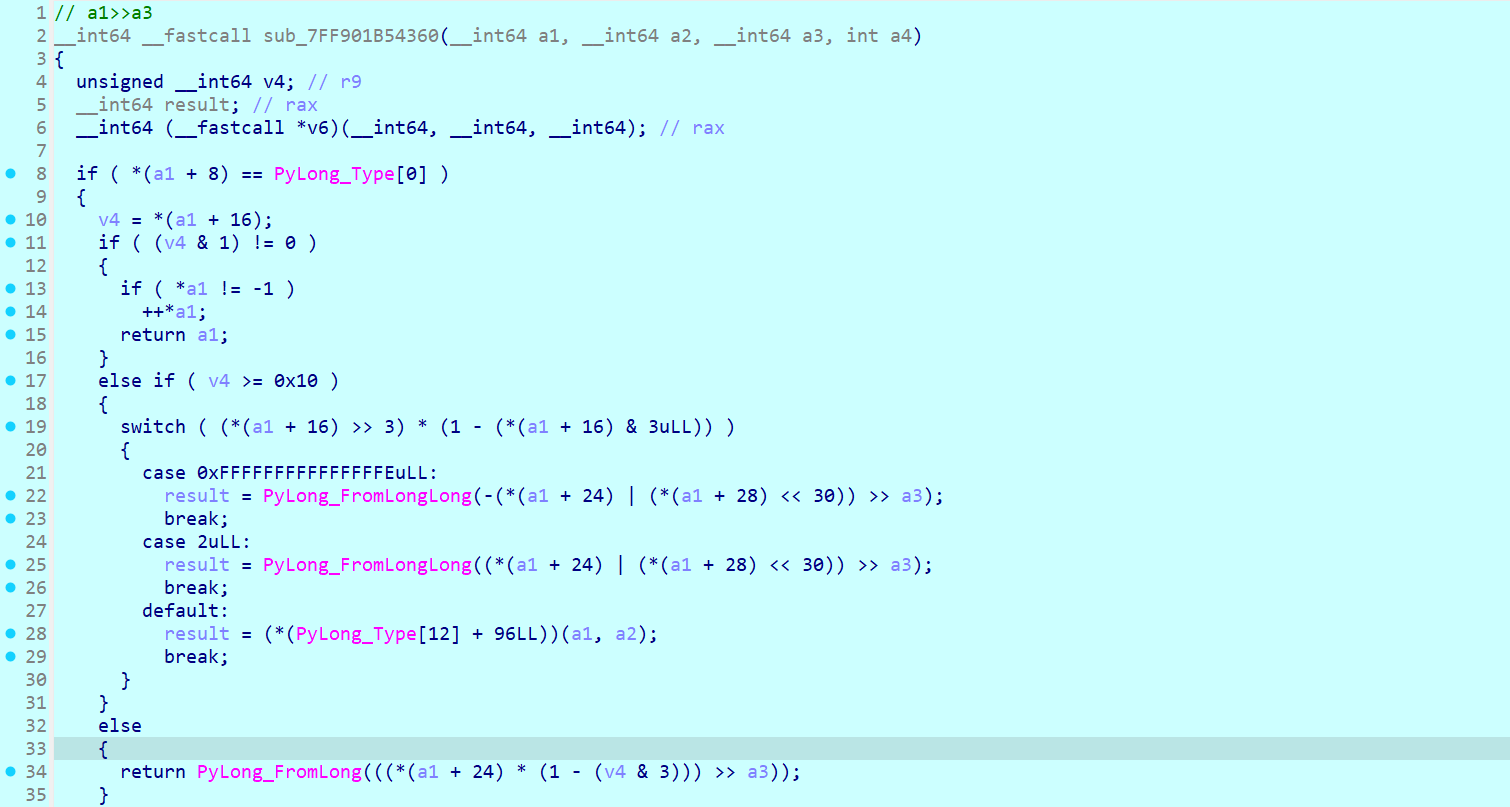 1 // a1>>a3
2 __int64 __fastcall sub_7FF901B54360(__int64 a1, __int64 a2, __int64 a3, int a4)
3 {
4   unsigned __int64 v4; // r9
5   __int64 result; // rax
6   __int64 (__fastcall *v6)(__int64, __int64, __int64); // rax
7
8   if ( *(a1 + 8) == PyLong_Type[0] )
9   {
10     v4 = *(a1 + 16);
11     if ( (v4 & 1) != 0 )
12     {
13       if ( *a1 != -1 )
14         ++*a1;
15       return a1;
16     }
17     else if ( v4 >= 0x10 )
18     {
19       switch ( (*(a1 + 16) >> 3) * (1 - (*(a1 + 16) & 3uLL)) )
20       {
21         case 0xFFFFFFFFFFFFFFFEuLL:
22           result = PyLong_FromLongLong(-(*(a1 + 24) | (*(a1 + 28) << 30)) >> a3);
23           break;
24         case 2uLL:
25           result = PyLong_FromLongLong((*(a1 + 24) | (*(a1 + 28) << 30)) >> a3);
26           break;
27         default:
28           result = (*(PyLong_Type[12] + 96LL))(a1, a2);
29           break;
30       }
31     }
32     else
33     {
34       return PyLong_FromLong(((*(a1 + 24) * (1 - (v4 & 3))) >> a3));
35     }